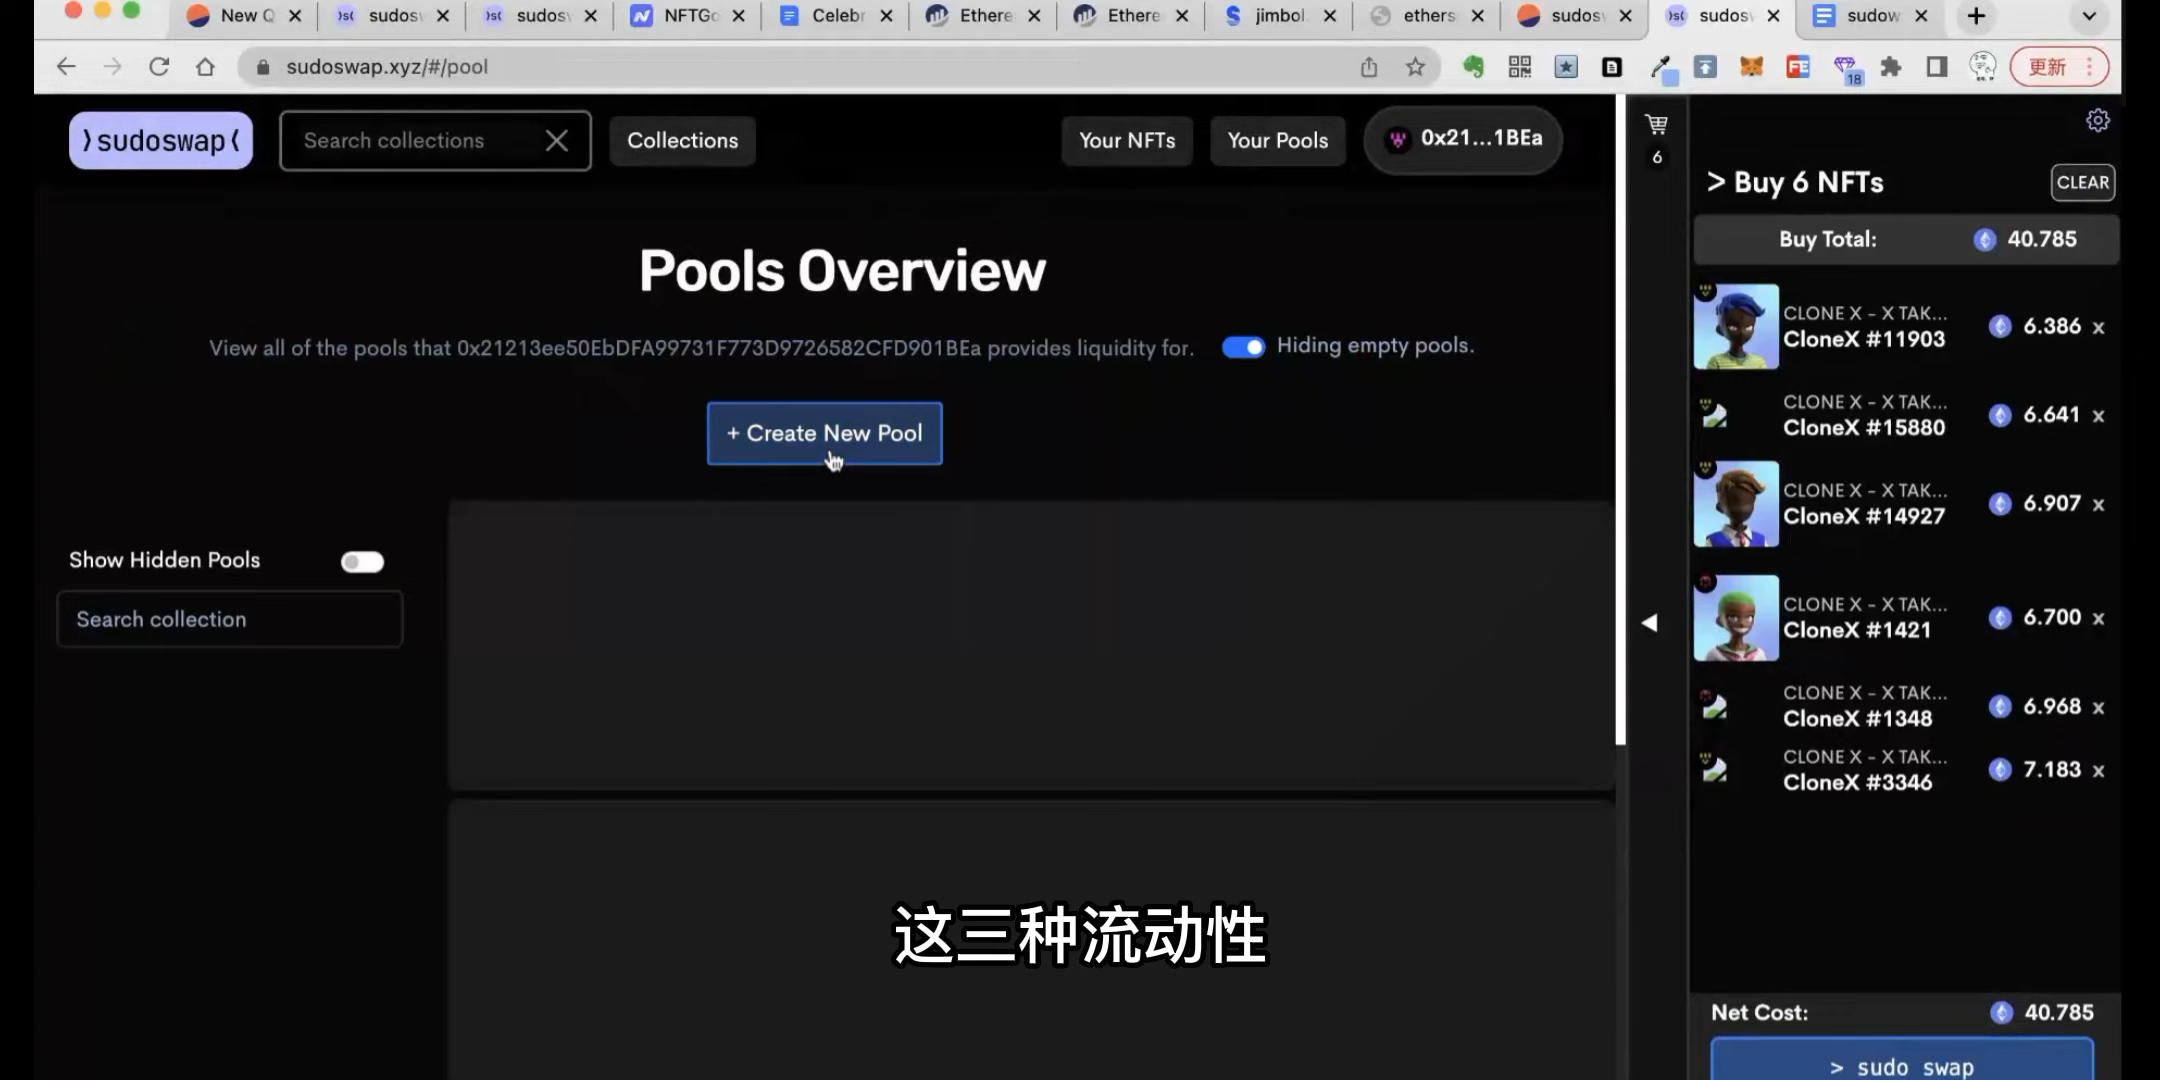 New Q
sudos
sudos
NFTGo
Celebr
Ethere
Ethere
jimbol
ethers
sudos
sudos
sudow
sudoswap.xyz/#/pool
18
更新
)sudoswap(
Search collections
Collections
Your NFTs
Your Pools
0x21...1BEa
6
> Buy 6 NFTs
CLEAR
Buy Total:
40.785
Pools Overview
View all of the pools that 0x21213ee50EbDFA99731F773D9726582CFD901BEa provides liquidity for.
Hiding empty pools.
+ Create New Pool
Show Hidden Pools
Search collection
CLONE X - X TAK...
CloneX #11903
6.386 x
CLONE X - X TAK...
CloneX #15880
6.641 x
CLONE X - X TAK...
CloneX #14927
6.907 x
CLONE X - X TAK...
CloneX #1421
6.700 x
CLONE X - X TAK...
CloneX #1348
6.968 x
CLONE X - X TAK...
CloneX #3346
7.183 x
这三种流动性
Net Cost:
40.785
> sudo swap